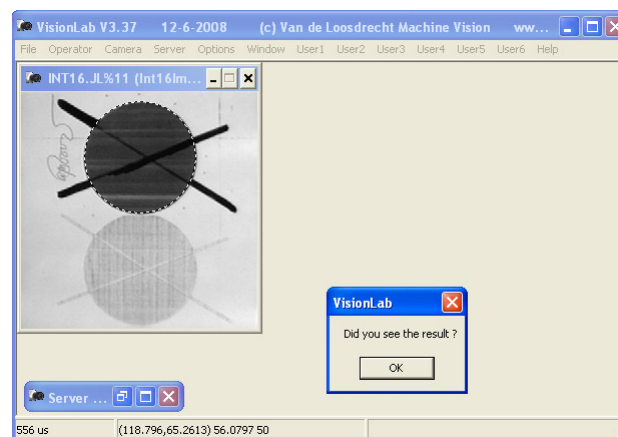 VisionLab V3.37 12-6-2008 (c) Van de Loosdrecht Machine Vision ww...
File Operator Camera Server Options Window User1 User2 User3 User4 User5 User6 Help
INT16.JL%11 (Int16Im...
VisionLab
Did you see the result ?
OK
Server ...
556 us (118.796,65.2613) 56.0797 50